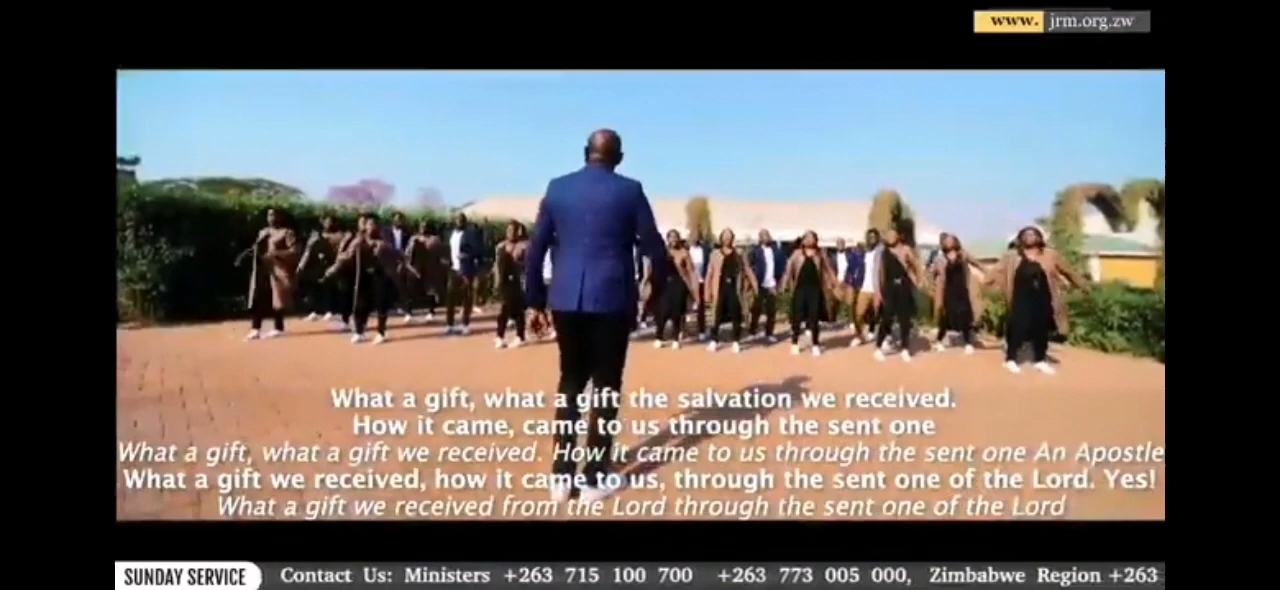 www. jrm.org.zw
What a gift, what a gift the salvation we received.
How it came, came to us through the sent one
What a gift, what a gift we received. How it came to us through the sent one An Apostle
What a gift we received, how it came to us, through the sent one of the Lord. Yes!
What a gift we received from the Lord through the sent one of the Lord
SUNDAY SERVICE Contact Us: Ministers +263 715 100 700 +263 773 005 000, Zimbabwe Region +263